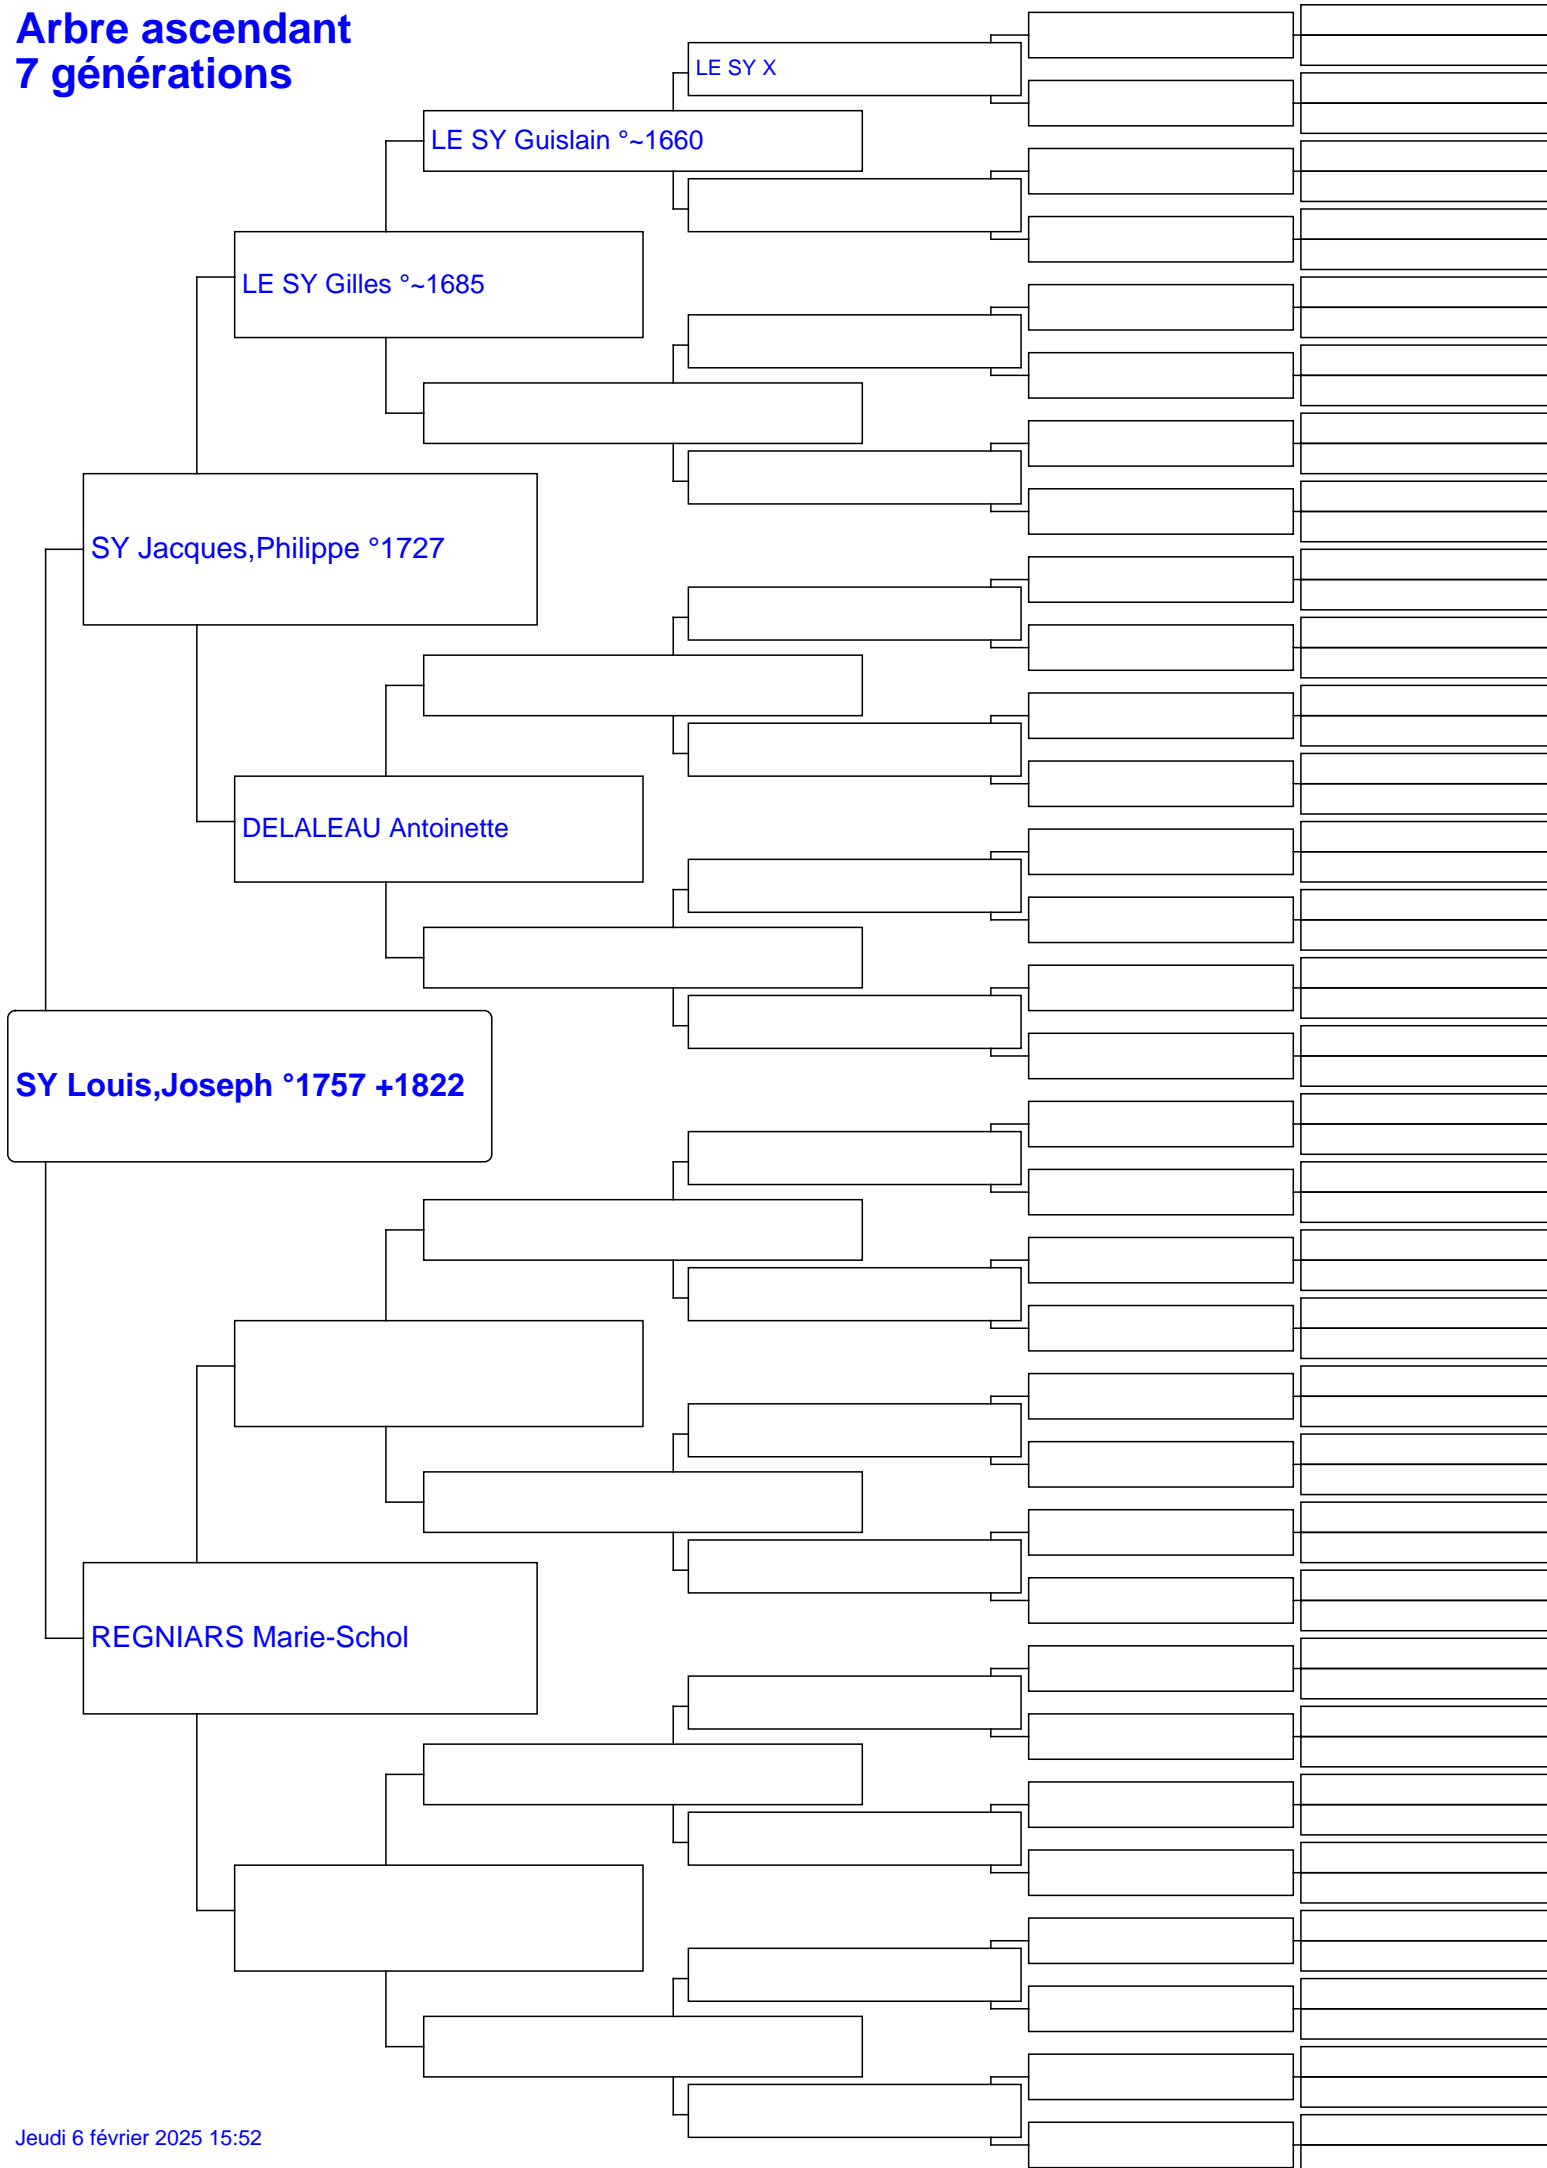 Arbre ascendant
7 générations
LE SY X
LE SY Guislain °~1660
LE SY Gilles °~1685
SY Jacques,Philippe °1727
DELALEAU Antoinette
SY Louis,Joseph °1757 +1822
REGNIARS Marie-Schol
Jeudi 6 février 2025 15:52